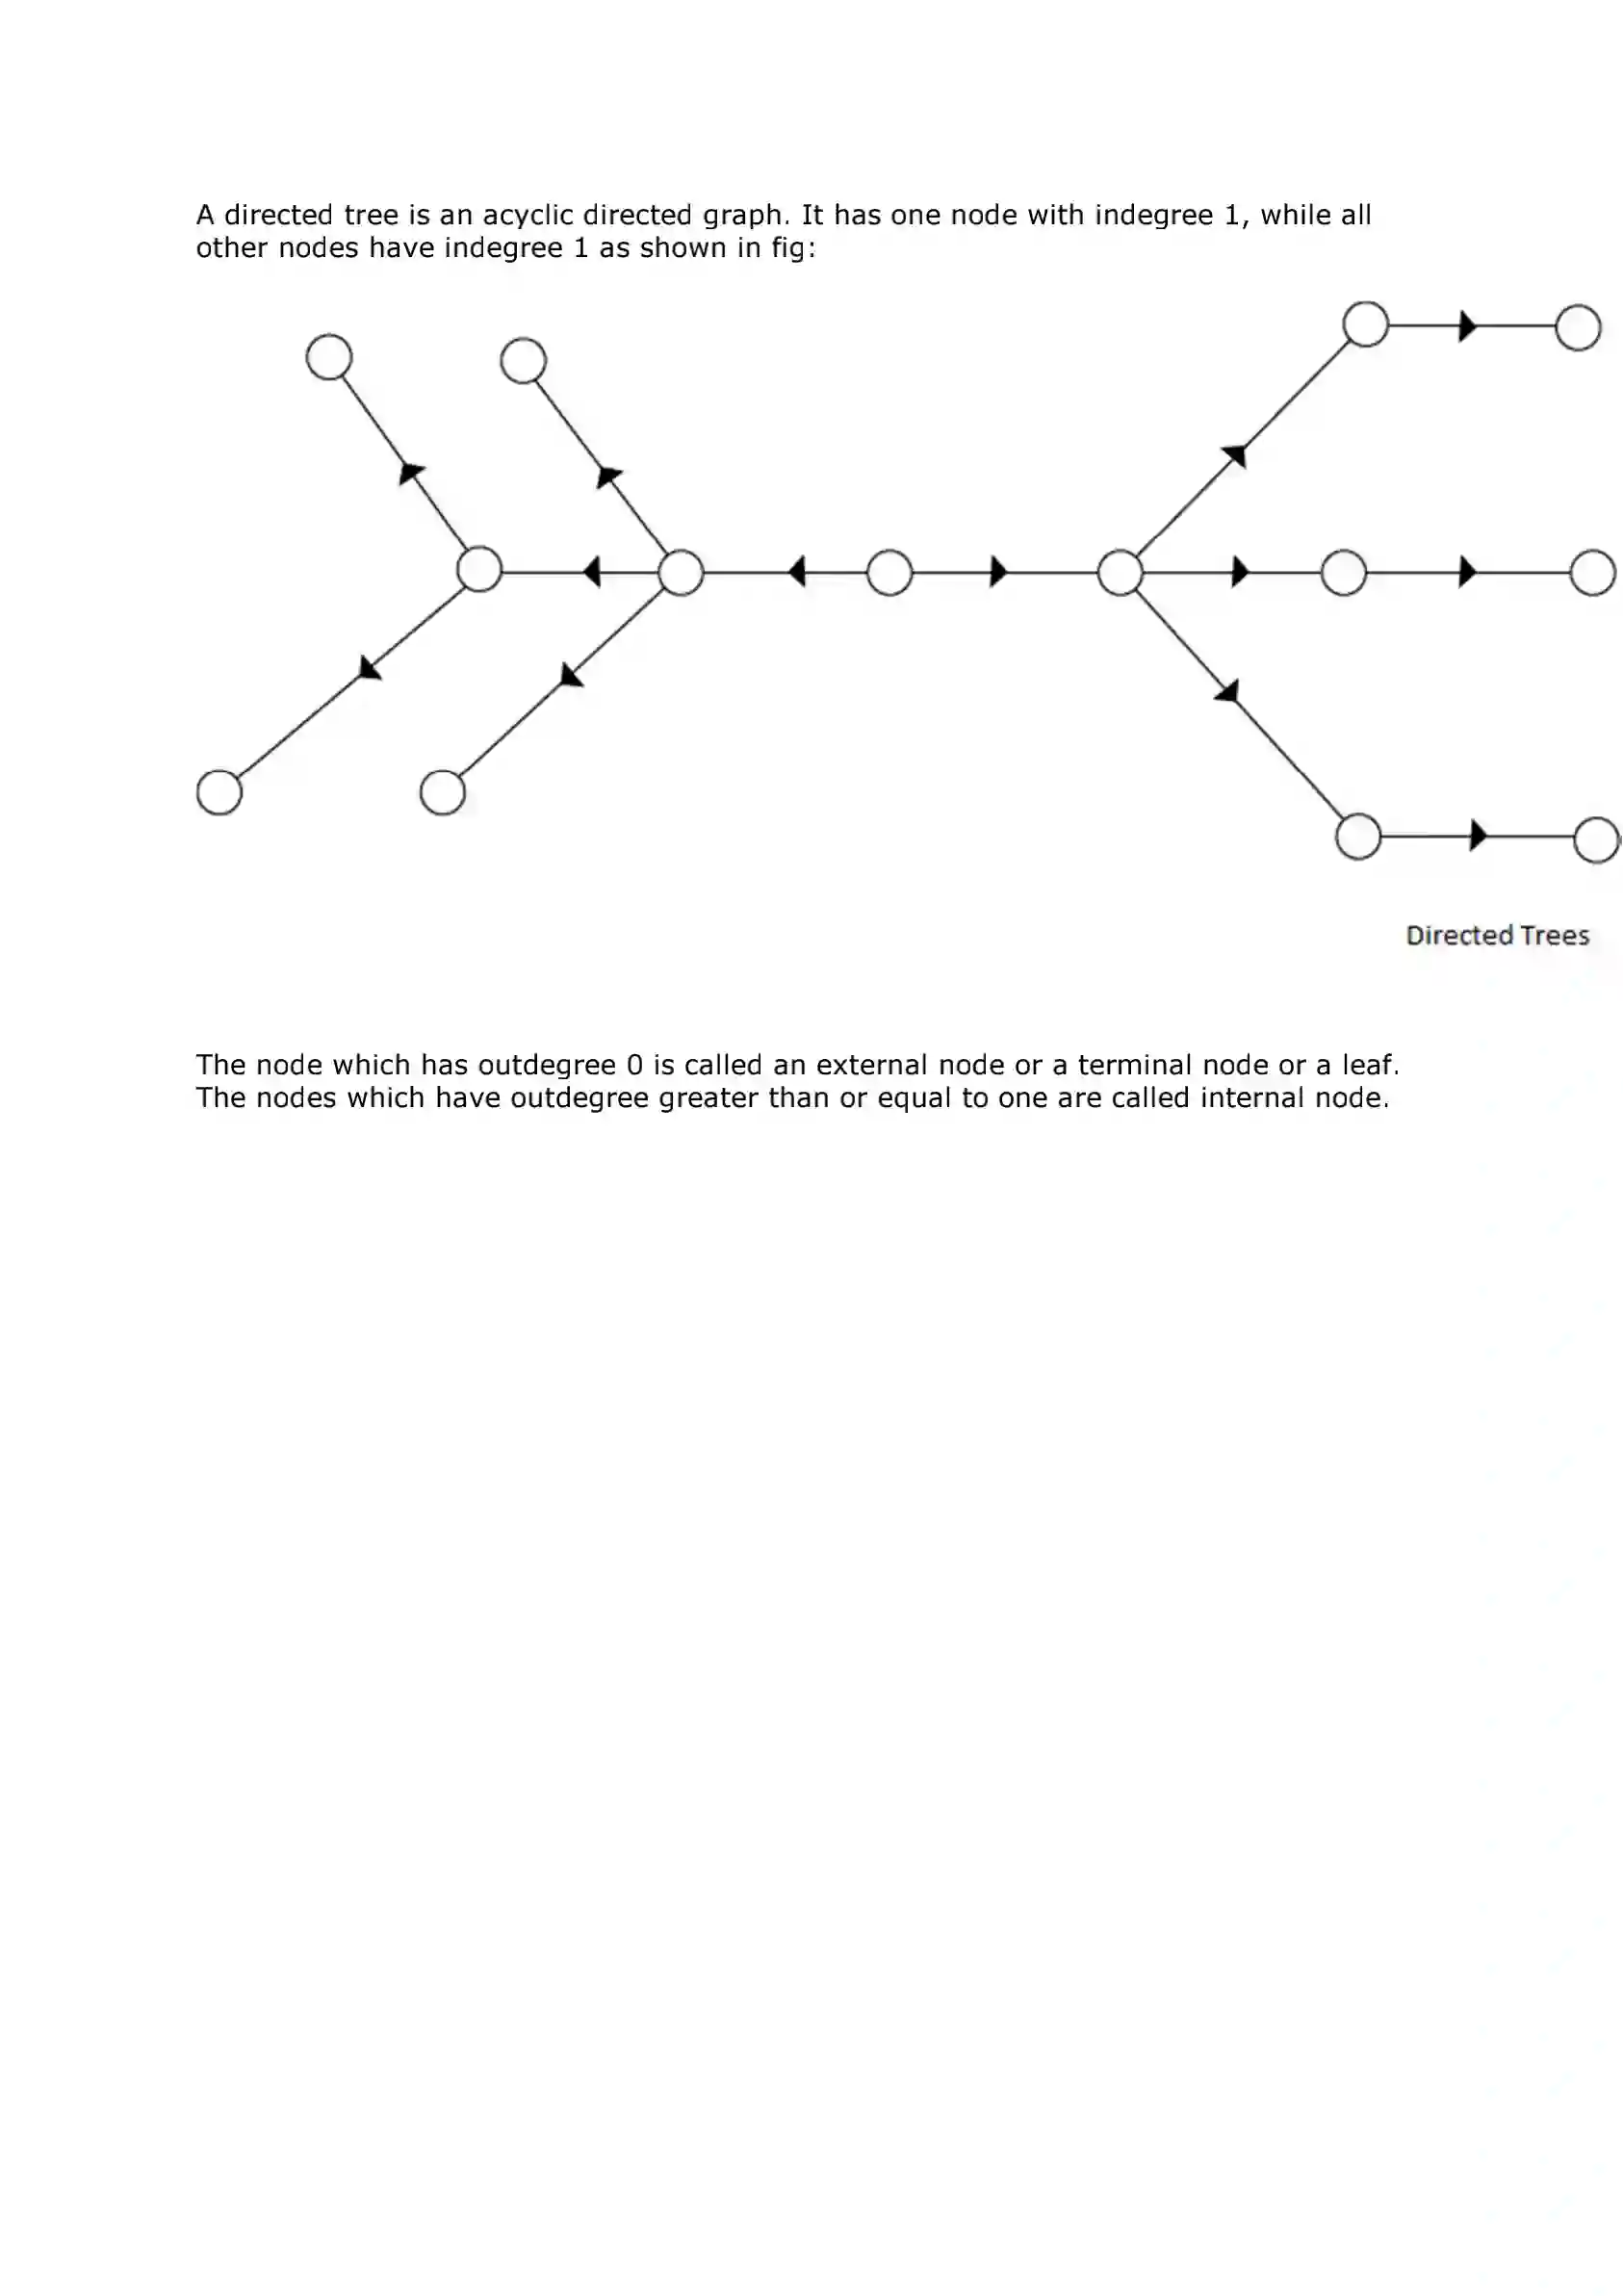 A directed tree is an acyclic directed graph. It has one node with indegree 1, while all
other nodes have indegree 1 as shown in fig:
Directed Trees
The node which has outdegree 0 is called an external node or a terminal node or a leaf.
The nodes which have outdegree greater than or equal to one are called internal node.